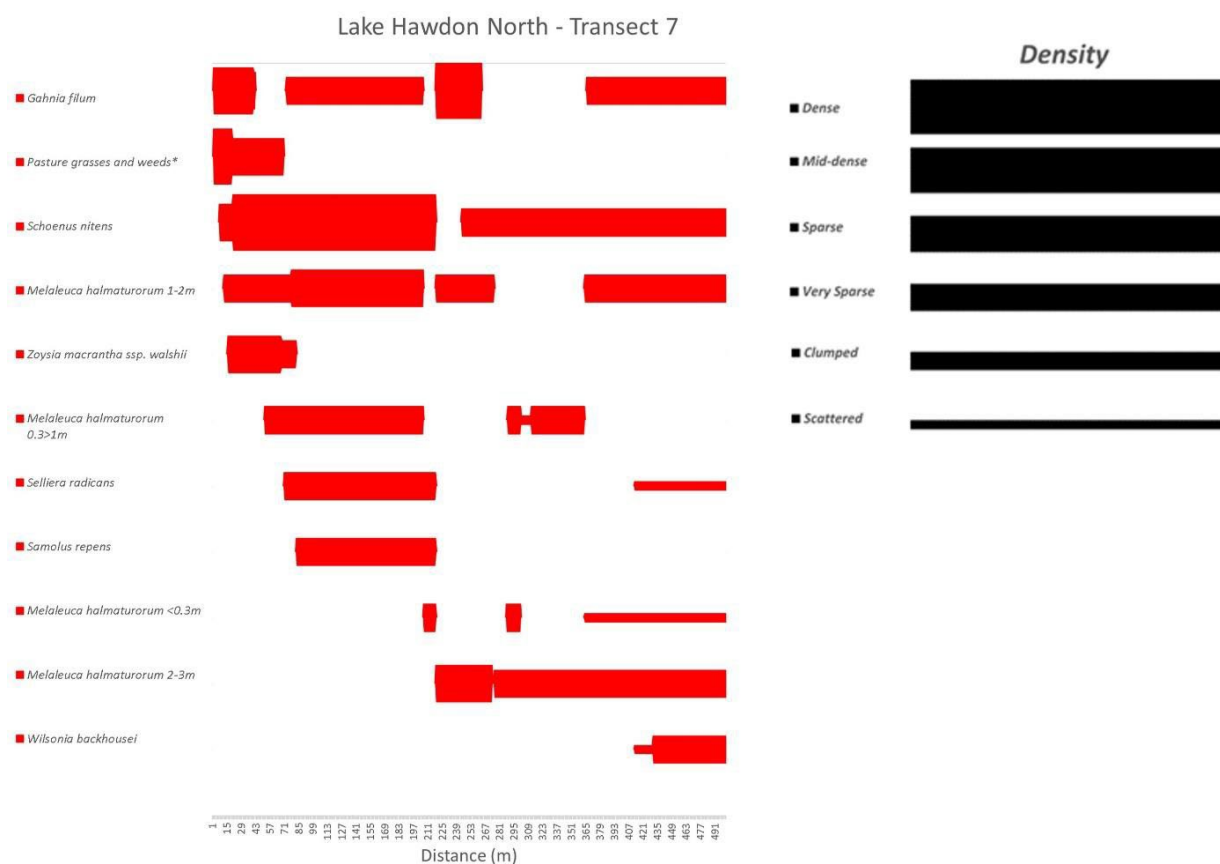 Lake Hawdon North - Transect 7
Gahnia filum
Pasture grasses and weeds*
Schoenus nitens
Melaleuca halmaturorum 1-2m
Zoysia macrantha ssp. walshii
Melaleuca halmaturorum
0.3>1m
Selliera radicans
Samolus repens
Melaleuca halmaturorum <0.3m
Melaleuca halmaturorum 2-3m
Wilsonia backhousei
1 15 29 43 57 71 85 99 113 127 141 155 169 183 197 211 225 239 253 267 281 295 309 323 337 351 365 379 393 407 421 435 449 463 477 491
Distance (m)
Density
Dense
Mid-dense
Sparse
Very Sparse
Clumped
Scattered